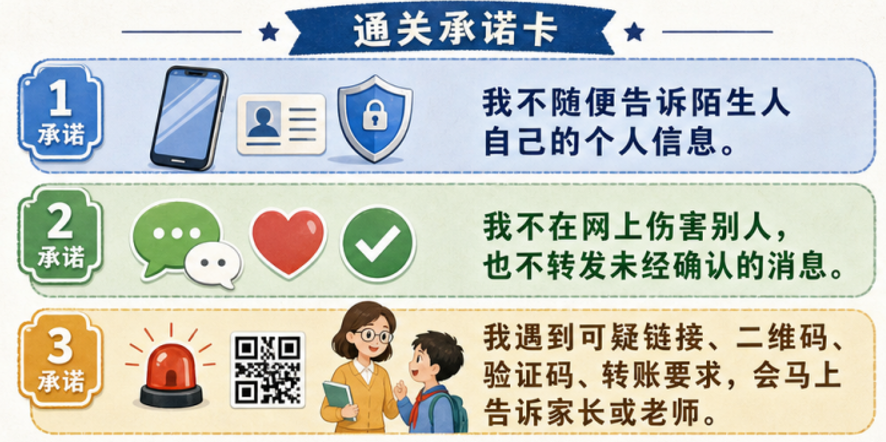 通关承诺卡
1
承诺
我不随便告诉陌生人
自己的个人信息。
2
承诺
我不在网上伤害别人，
也不转发未经确认的消息。
3
承诺
我遇到可疑链接、二维码、
验证码、转账要求，会马上
告诉家长或老师。